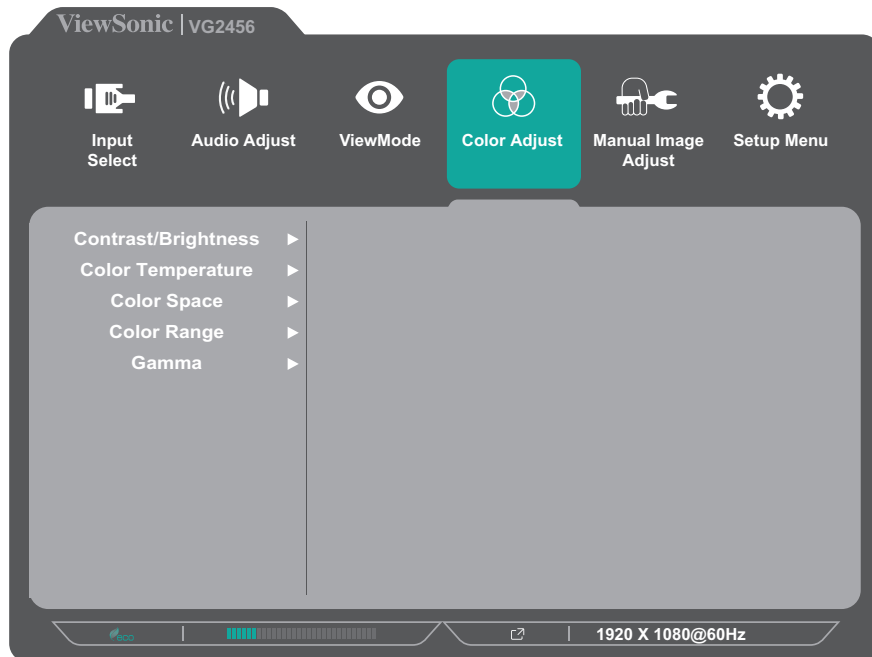 ViewSonic | VG2456
Input
Select
Audio Adjust
ViewMode
Color Adjust
Manual Image
Adjust
Setup Menu
Contrast/Brightness
Color Temperature
Color Space
Color Range
Gamma
eco
1920 X 1080@60Hz